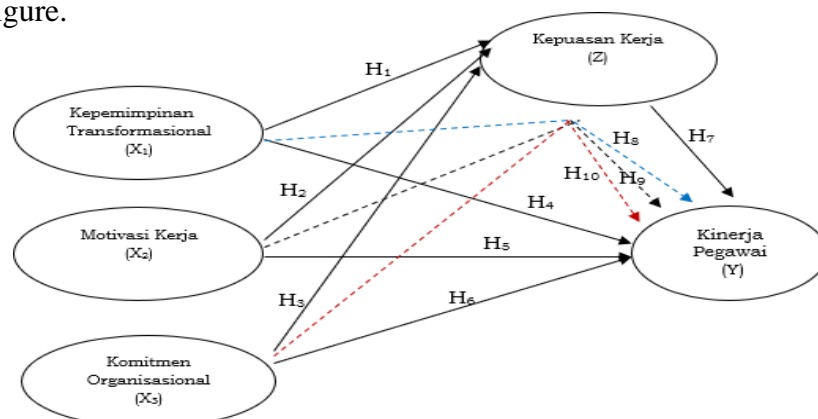 igure.
Kepuasan Kerja
(Z)
H₁
Kepemimpinan
Transformasional
(X₁)
H₇
H₈
H₁₀
H₉
H₂
H₄
Motivasi Kerja
(X₂)
H₅
Kinerja
Pegawai
(Y)
H₃
H₆
Komitmen
Organisasional
(X₃)